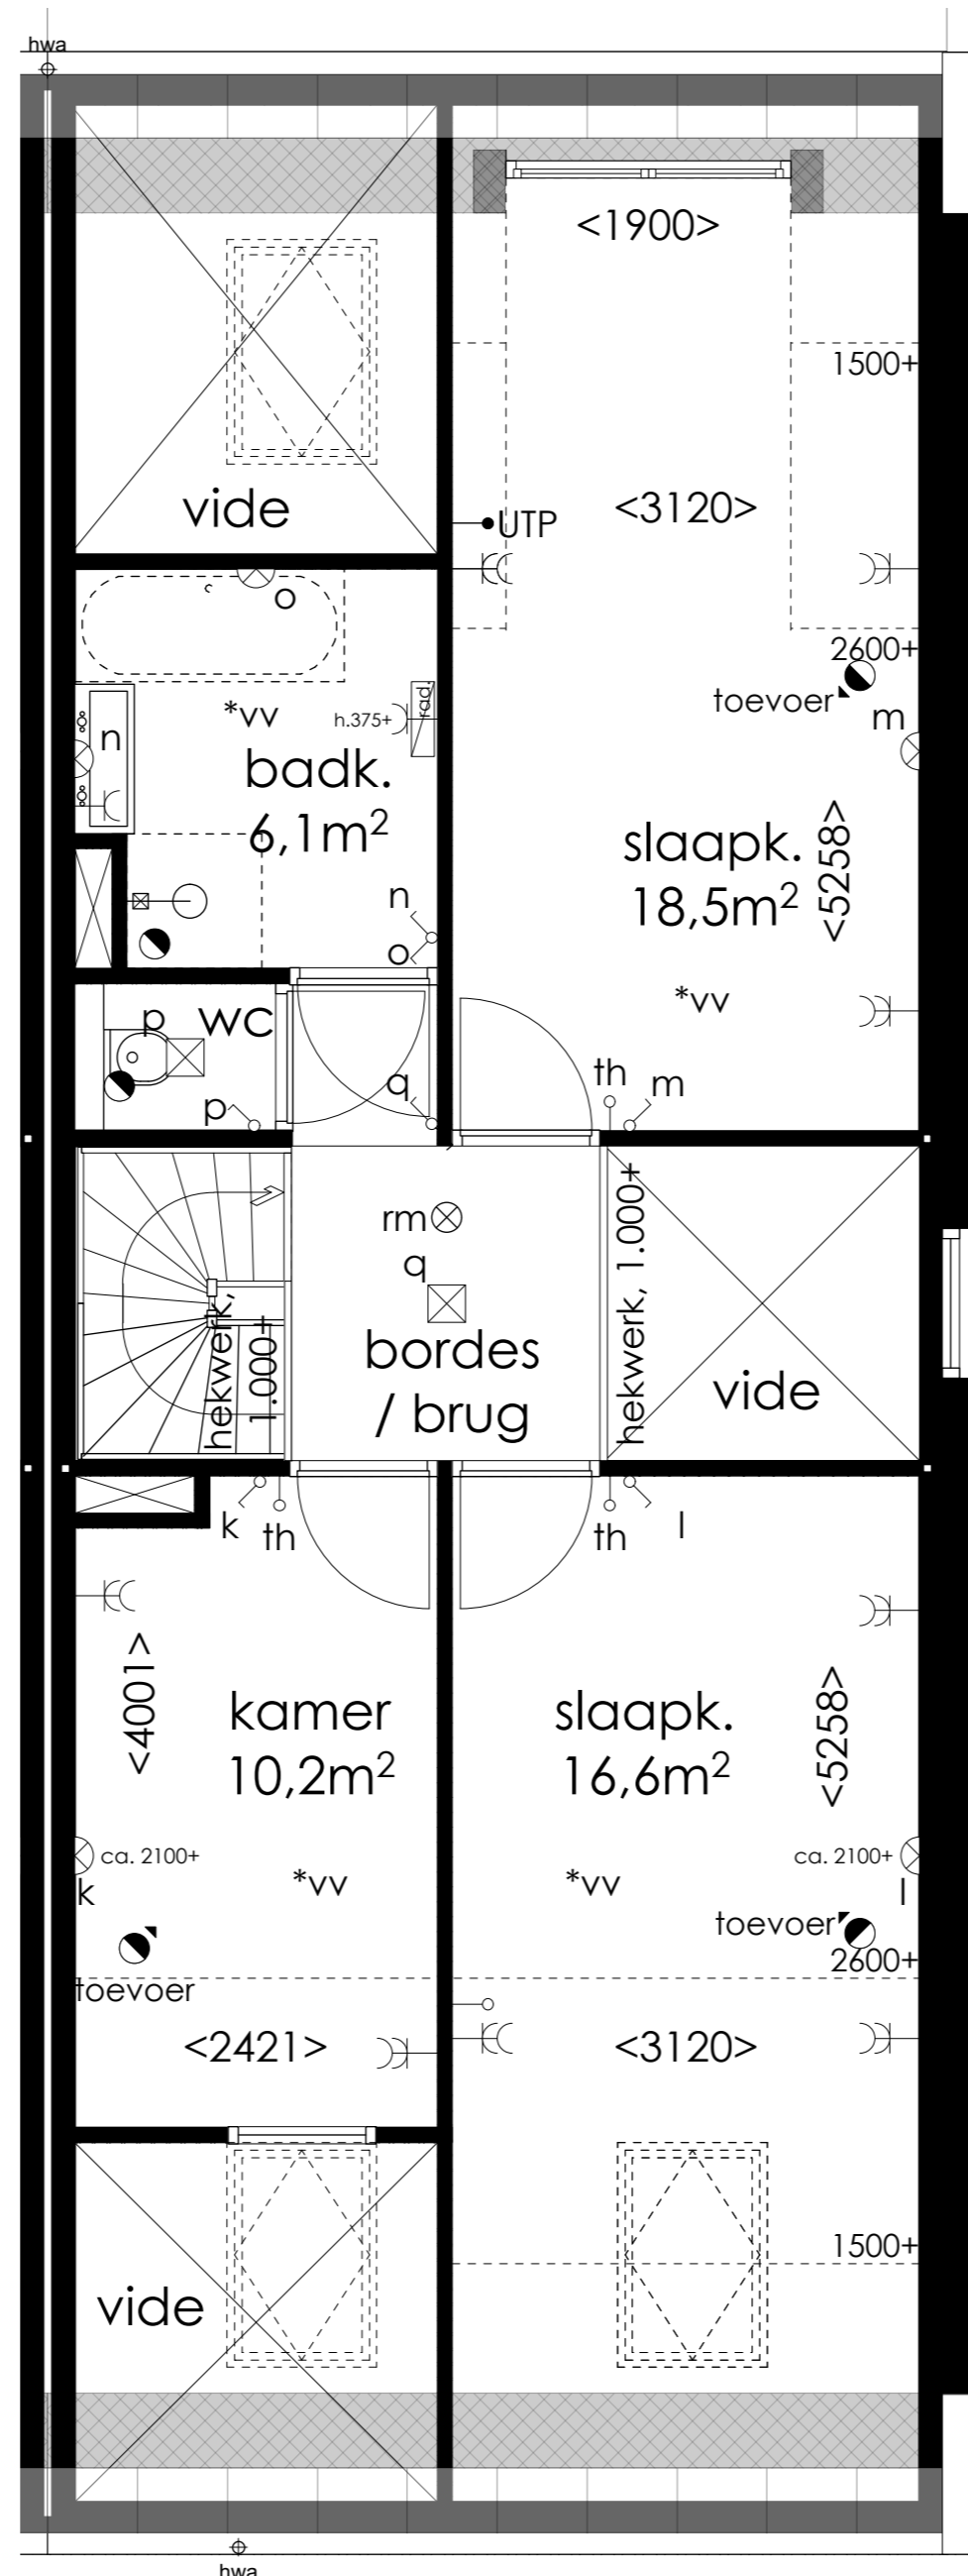 hwa
<1900>
1500+
vide
<3120>
UTP
o
2600+
toevoer
m
*vv
h.375+
rad.
n
badk.
6,1m²
slaapk.
18,5m²
<5258>
n
o
*vv
p
wc
q
th
m
p
rm
q
hekwerk, 1.000+
hekwerk,
1.000+
bordes
/ brug
vide
k
th
th
l
<4001>
kamer
10,2m²
slaapk.
16,6m²
<5258>
ca. 2100+
ca. 2100+
k
*vv
*vv
l
toevoer
2600+
toevoer
<2421>
<3120>
1500+
vide
hwa